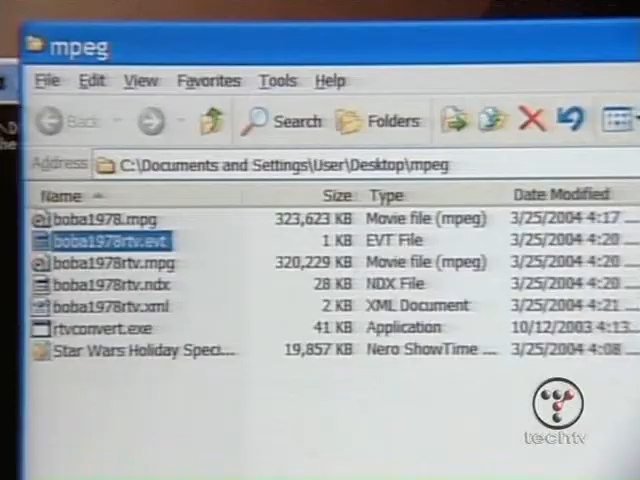 mpeg
File Edit View Favorites Tools Help
Back Search Folders
Address C:\Documents and Settings\User\Desktop\mpeg
Name Size Type Date Modified
boba1978.mpg 323,623 KB Movie file (mpeg) 3/25/2004 4:17
boba1978rtv.evt 1 KB EVT File 3/25/2004 4:20
boba1978rtv.mpg 320,229 KB Movie file (mpeg) 3/25/2004 4:20
boba1978rtv.ndx 28 KB NDX File 3/25/2004 4:20
boba1978rtv.xml 2 KB XML Document 3/25/2004 4:21
rtvconvert.exe 41 KB Application 10/12/2003 4:13...
Star Wars Holiday Spect... 19,857 KB Nero ShowTime ... 3/25/2004 4:08
techtv